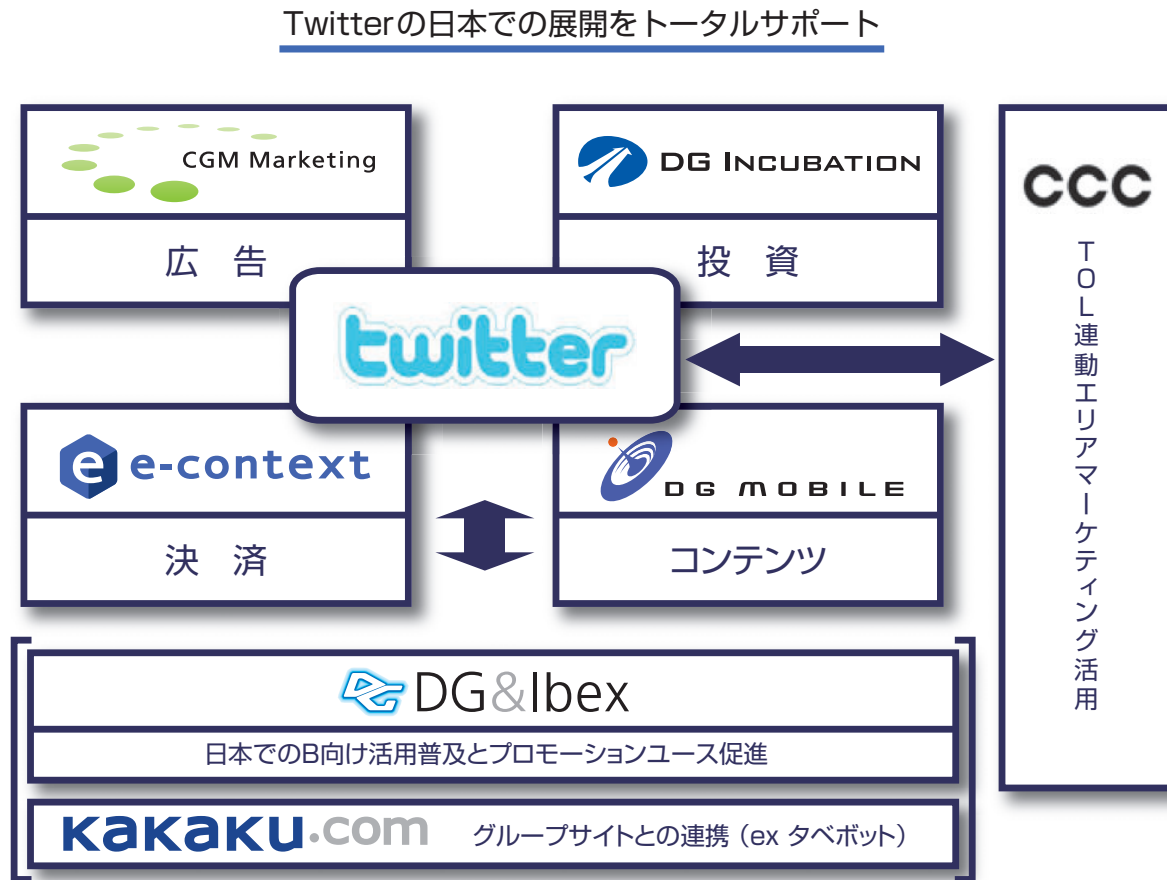 Twitterの日本での展開をトータルサポート
CGM Marketing
広 告
DG INCUBATION
投 資
twitter
e e-context
決 済
DG MOBILE
コンテンツ
CCC
TOL連動エリアマーケティング活用
DG DG&Ibex
日本でのB向け活用普及とプロモーションユース促進
KaKaKu.com グループサイトとの連携（ex タベボット）